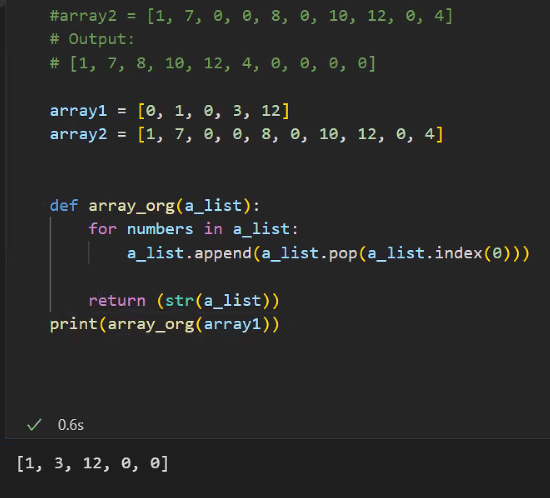 #array2 = [1, 7, 0, 0, 8, 0, 10, 12, 0, 4]
# Output:
# [1, 7, 8, 10, 12, 4, 0, 0, 0, 0]
array1 = [0, 1, 0, 3, 12]
array2 = [1, 7, 0, 0, 8, 0, 10, 12, 0, 4]
def array_org(a_list):
for numbers in a_list:
a_list.append(a_list.pop(a_list.index(0)))
return (str(a_list))
print(array_org(array1))
0.6s
[1, 3, 12, 0, 0]